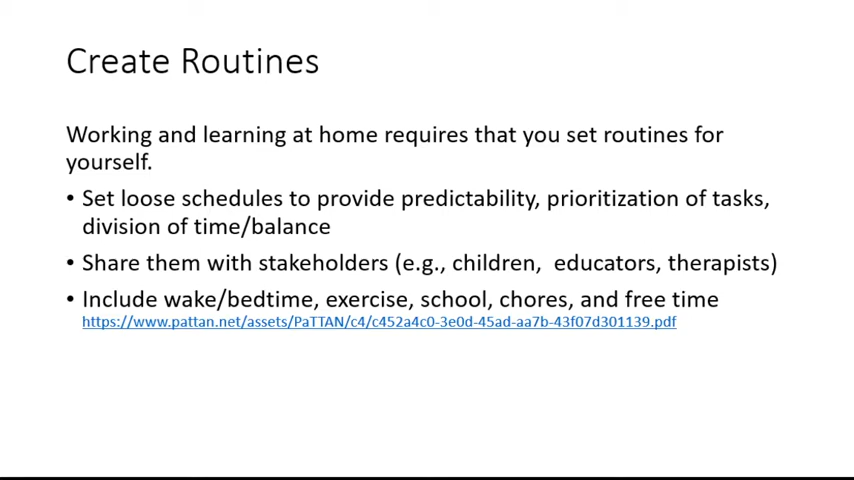 Create Routines
Working and learning at home requires that you set routines for
yourself.
• Set loose schedules to provide predictability, prioritization of tasks,
division of time/balance
• Share them with stakeholders (e.g., children,  educators, therapists)
• Include wake/bedtime, exercise, school, chores, and free time
https://www.pattan.net/assets/PaTTAN/c4/c452a4c0-3e0d-45ad-aa7b-43f07d301139.pdf